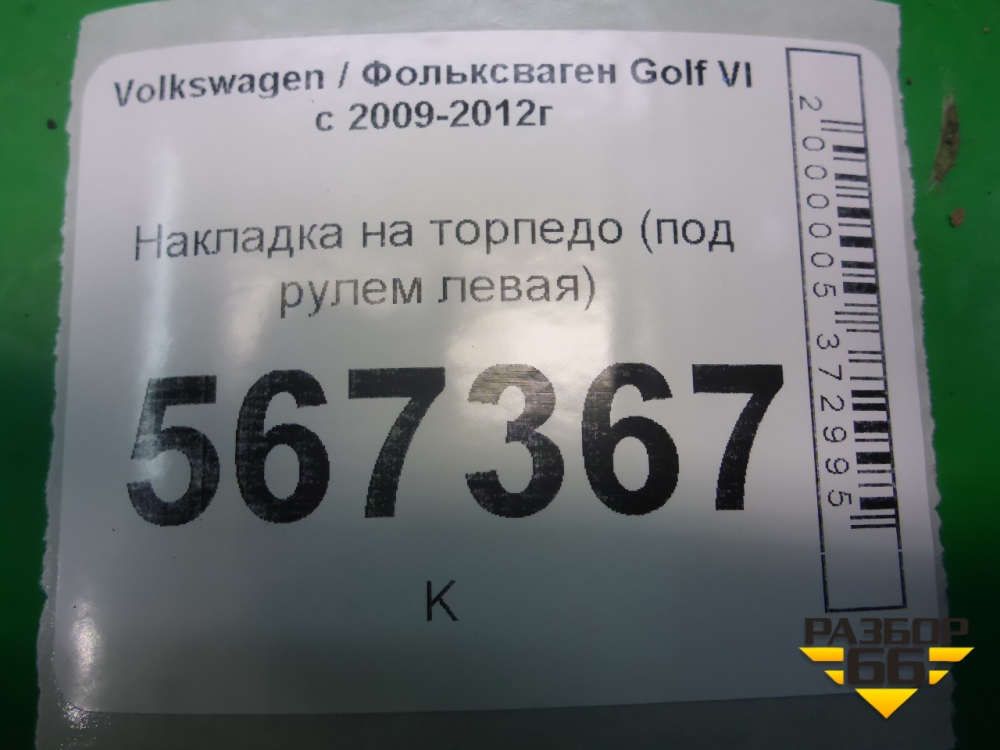 Volkswagen / Фольксваген Golf VI
с 2009-2012г
Накладка на торпедо (под
рулем левая)
567367
К
2000005372995
РАЗБОР
66